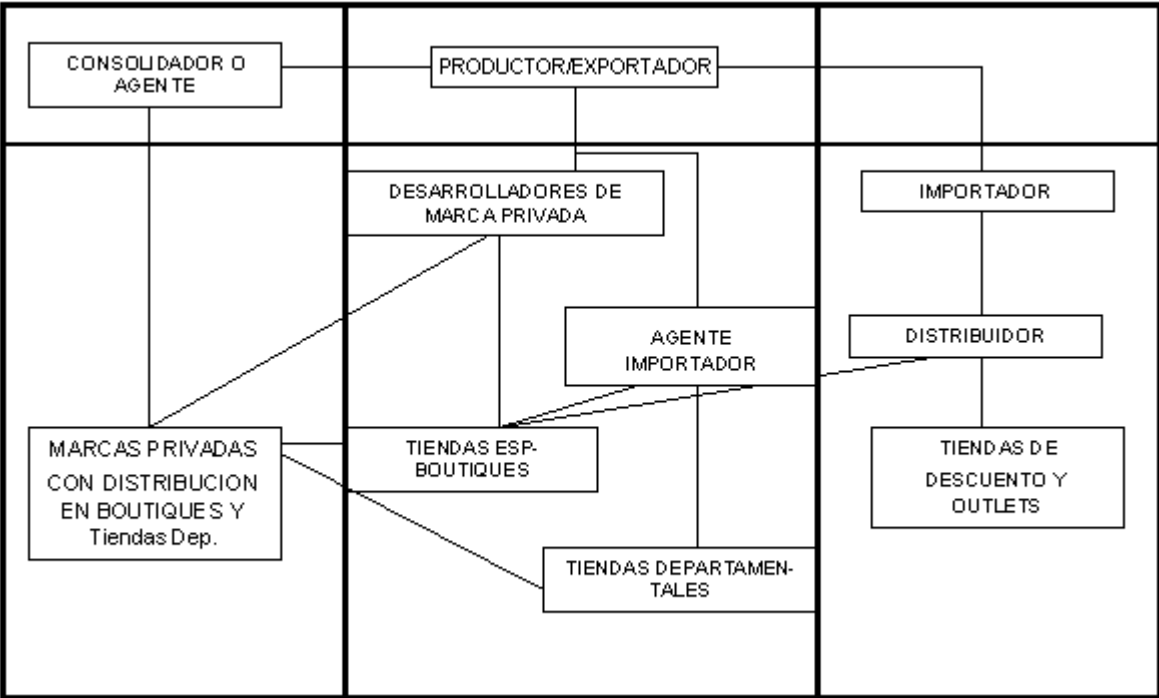 CONSOLIDADOR O
AGENTE
PRODUCTOR/EXPORTADOR
DESARROLLADORES DE
MARCA PRIVADA
IMPORTADOR
AGENTE
IMPORTADOR
DISTRIBUIDOR
MARCAS PRIVADAS
CON DISTRIBUCION
EN BOUTIQUES Y
Tiendas Dep.
TIENDAS ESP-
BOUTIQUES
TIENDAS DE
DESCUENTO Y
OUTLETS
TIENDAS DEPARTAMEN-
TALES